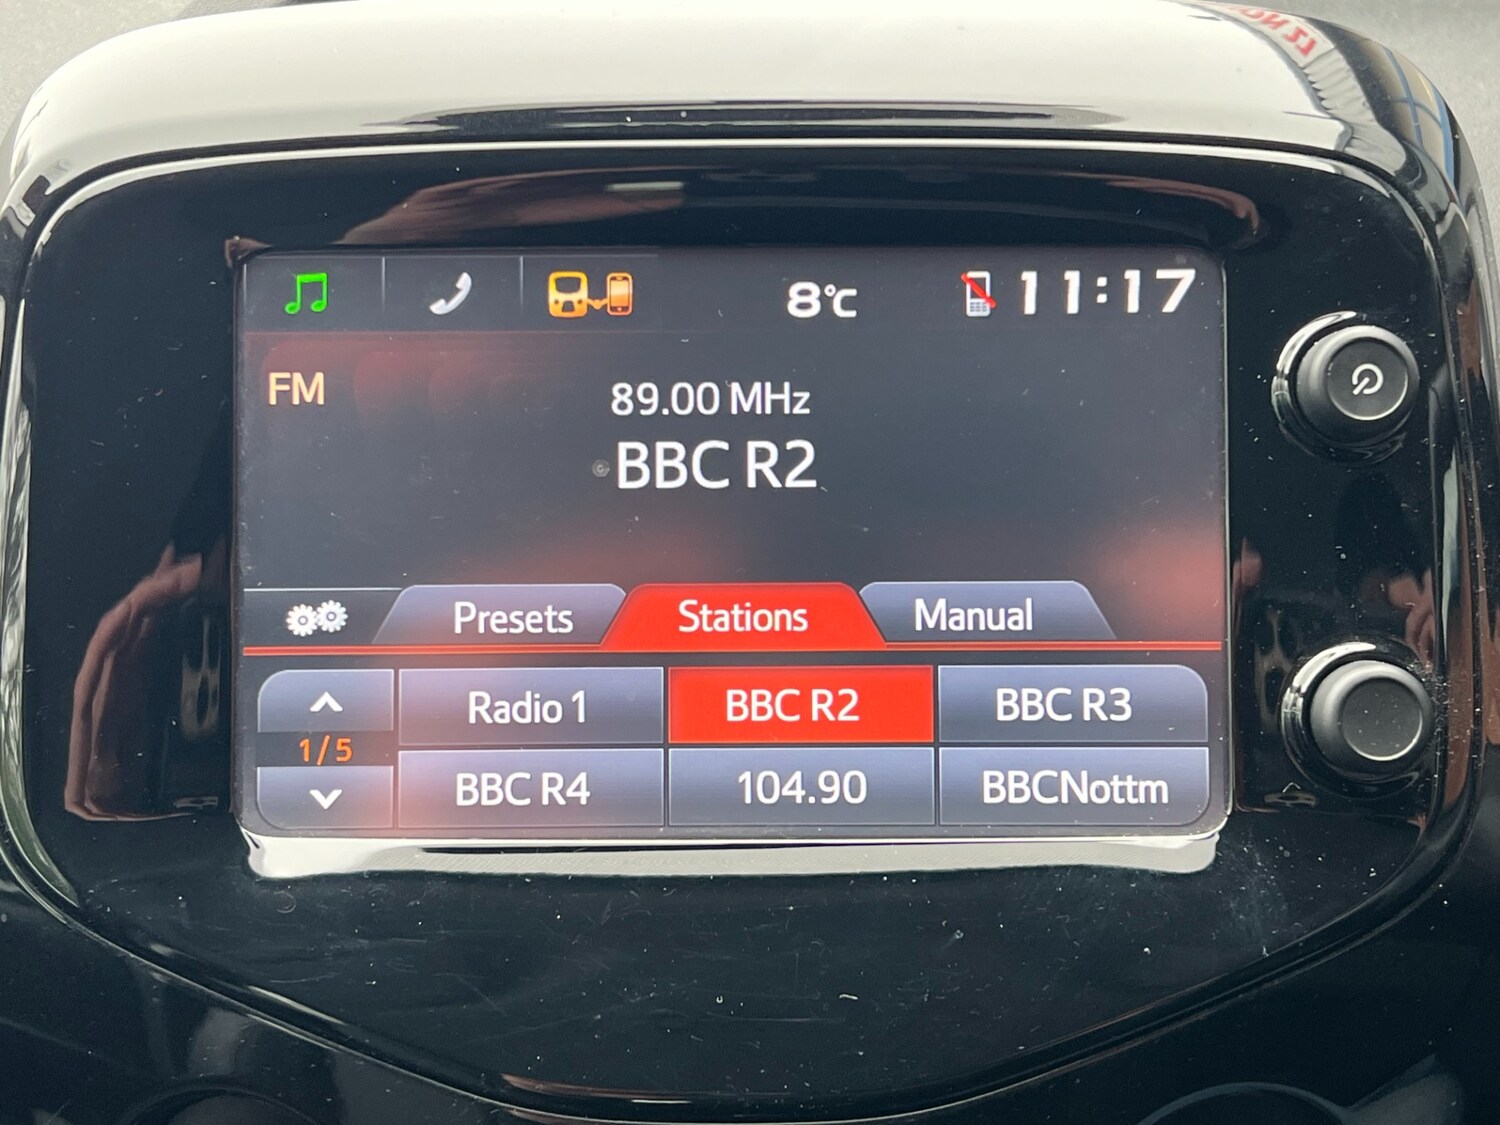 8°C 11:17
FM
89.00 MHz
BBC R2
Presets Stations Manual
Radio 1 BBC R2 BBC R3
1/5
BBC R4 104.90 BBCNottm